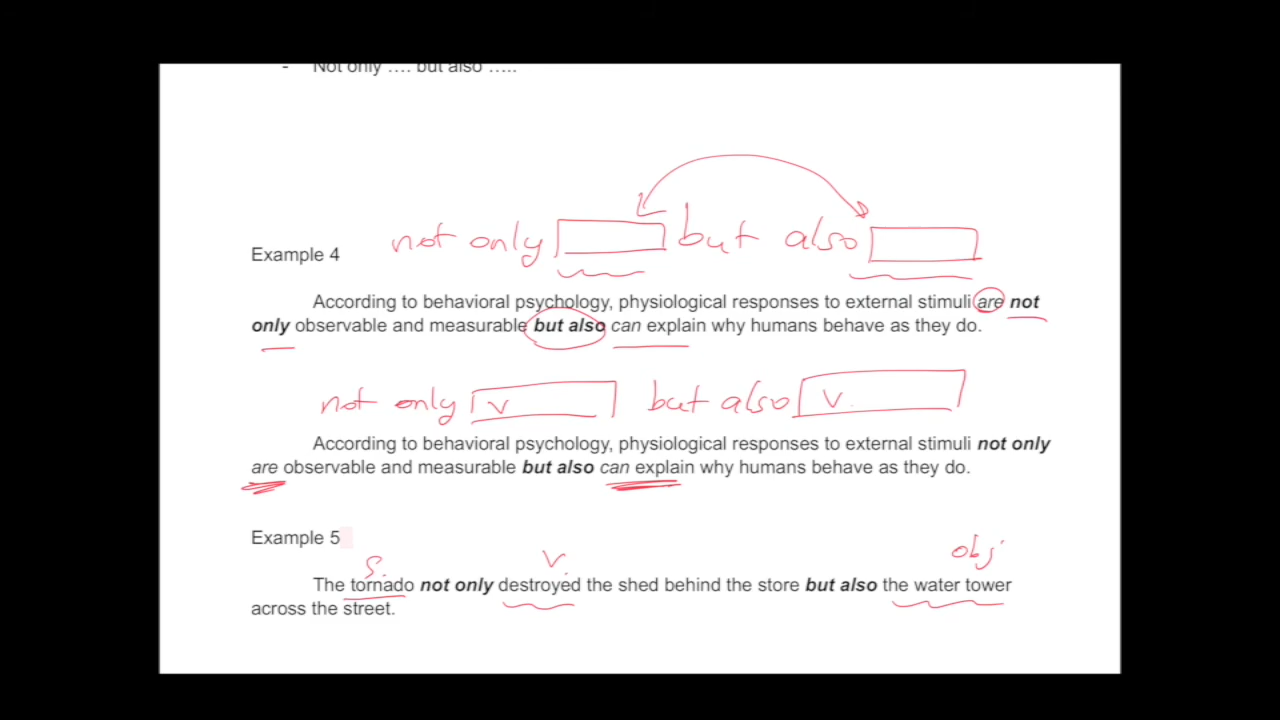 - Not only .... but also .....
not only but also
Example 4
According to behavioral psychology, physiological responses to external stimuli are not
only observable and measurable but also can explain why humans behave as they do.
not only v but also v.
According to behavioral psychology, physiological responses to external stimuli not only
are observable and measurable but also can explain why humans behave as they do.
Example 5
S. V. obj
The tornado not only destroyed the shed behind the store but also the water tower
across the street.